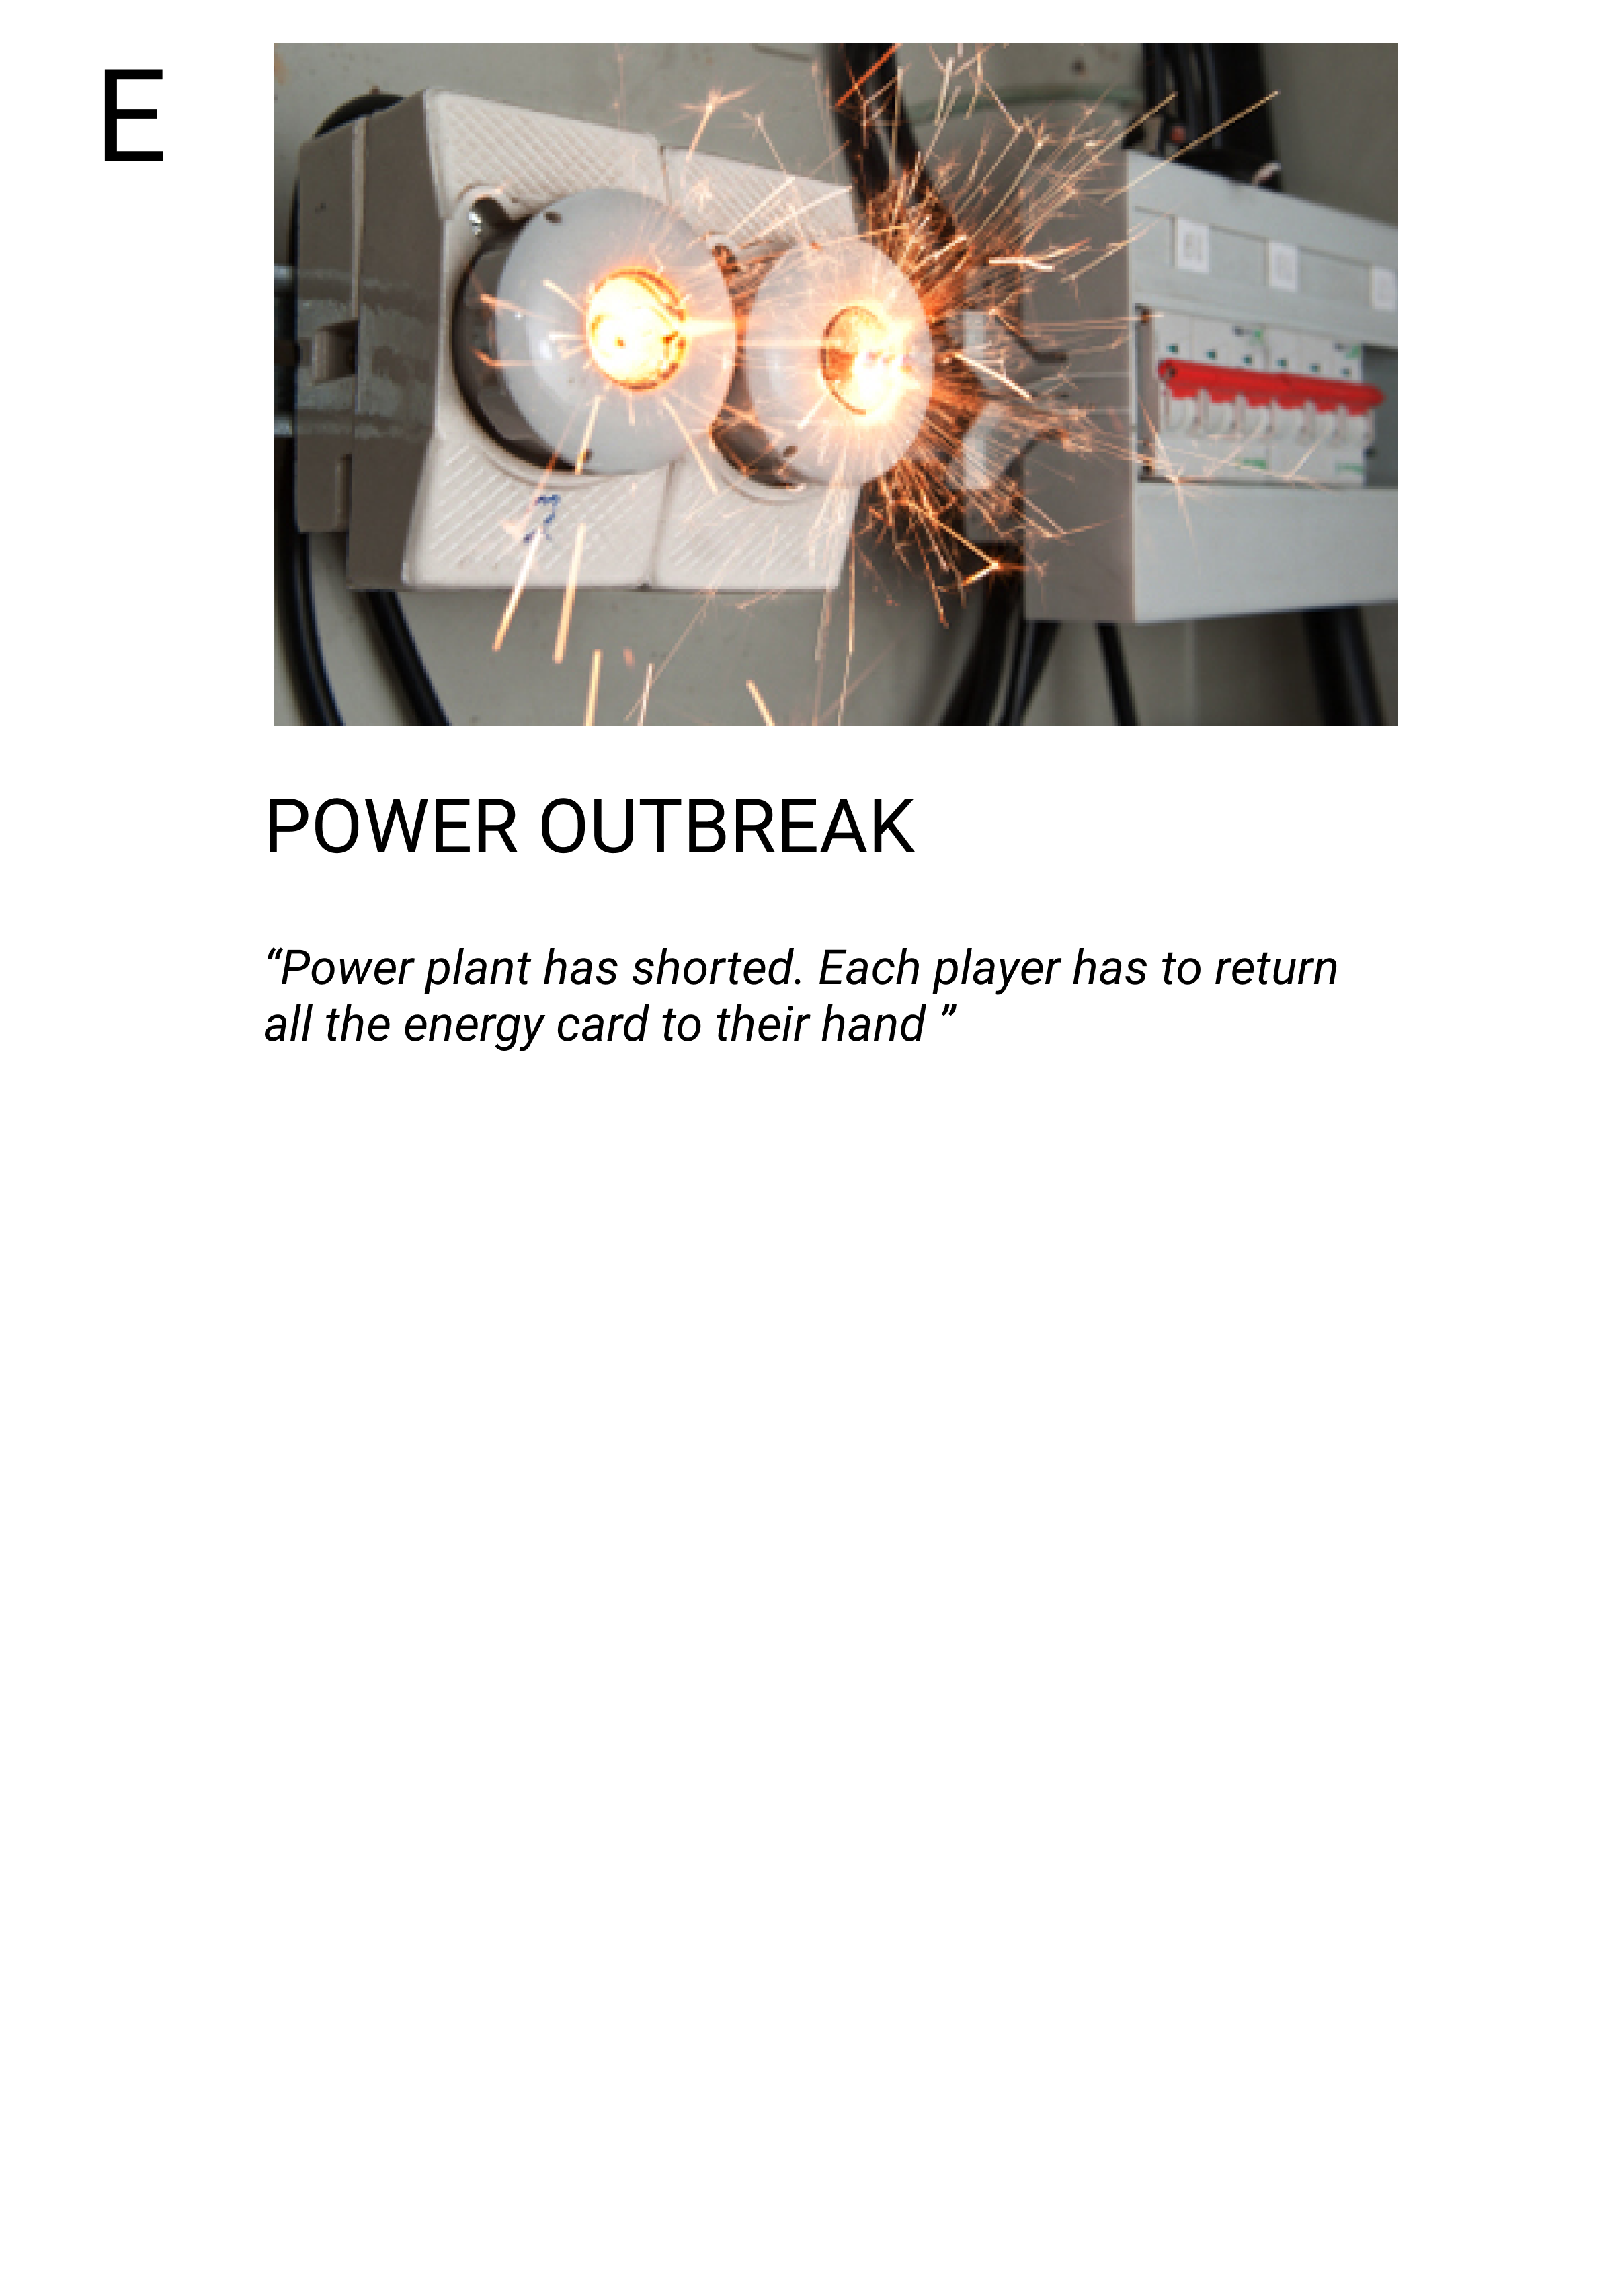 E
POWER OUTBREAK
“Power plant has shorted. Each player has to return
all the energy card to their hand ”